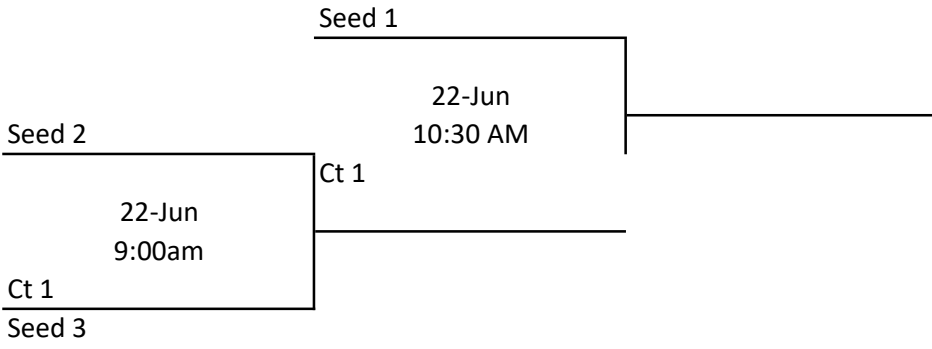 Seed 1
22-Jun
10:30 AM
Seed 2
Ct 1
22-Jun
9:00am
Ct 1
Seed 3